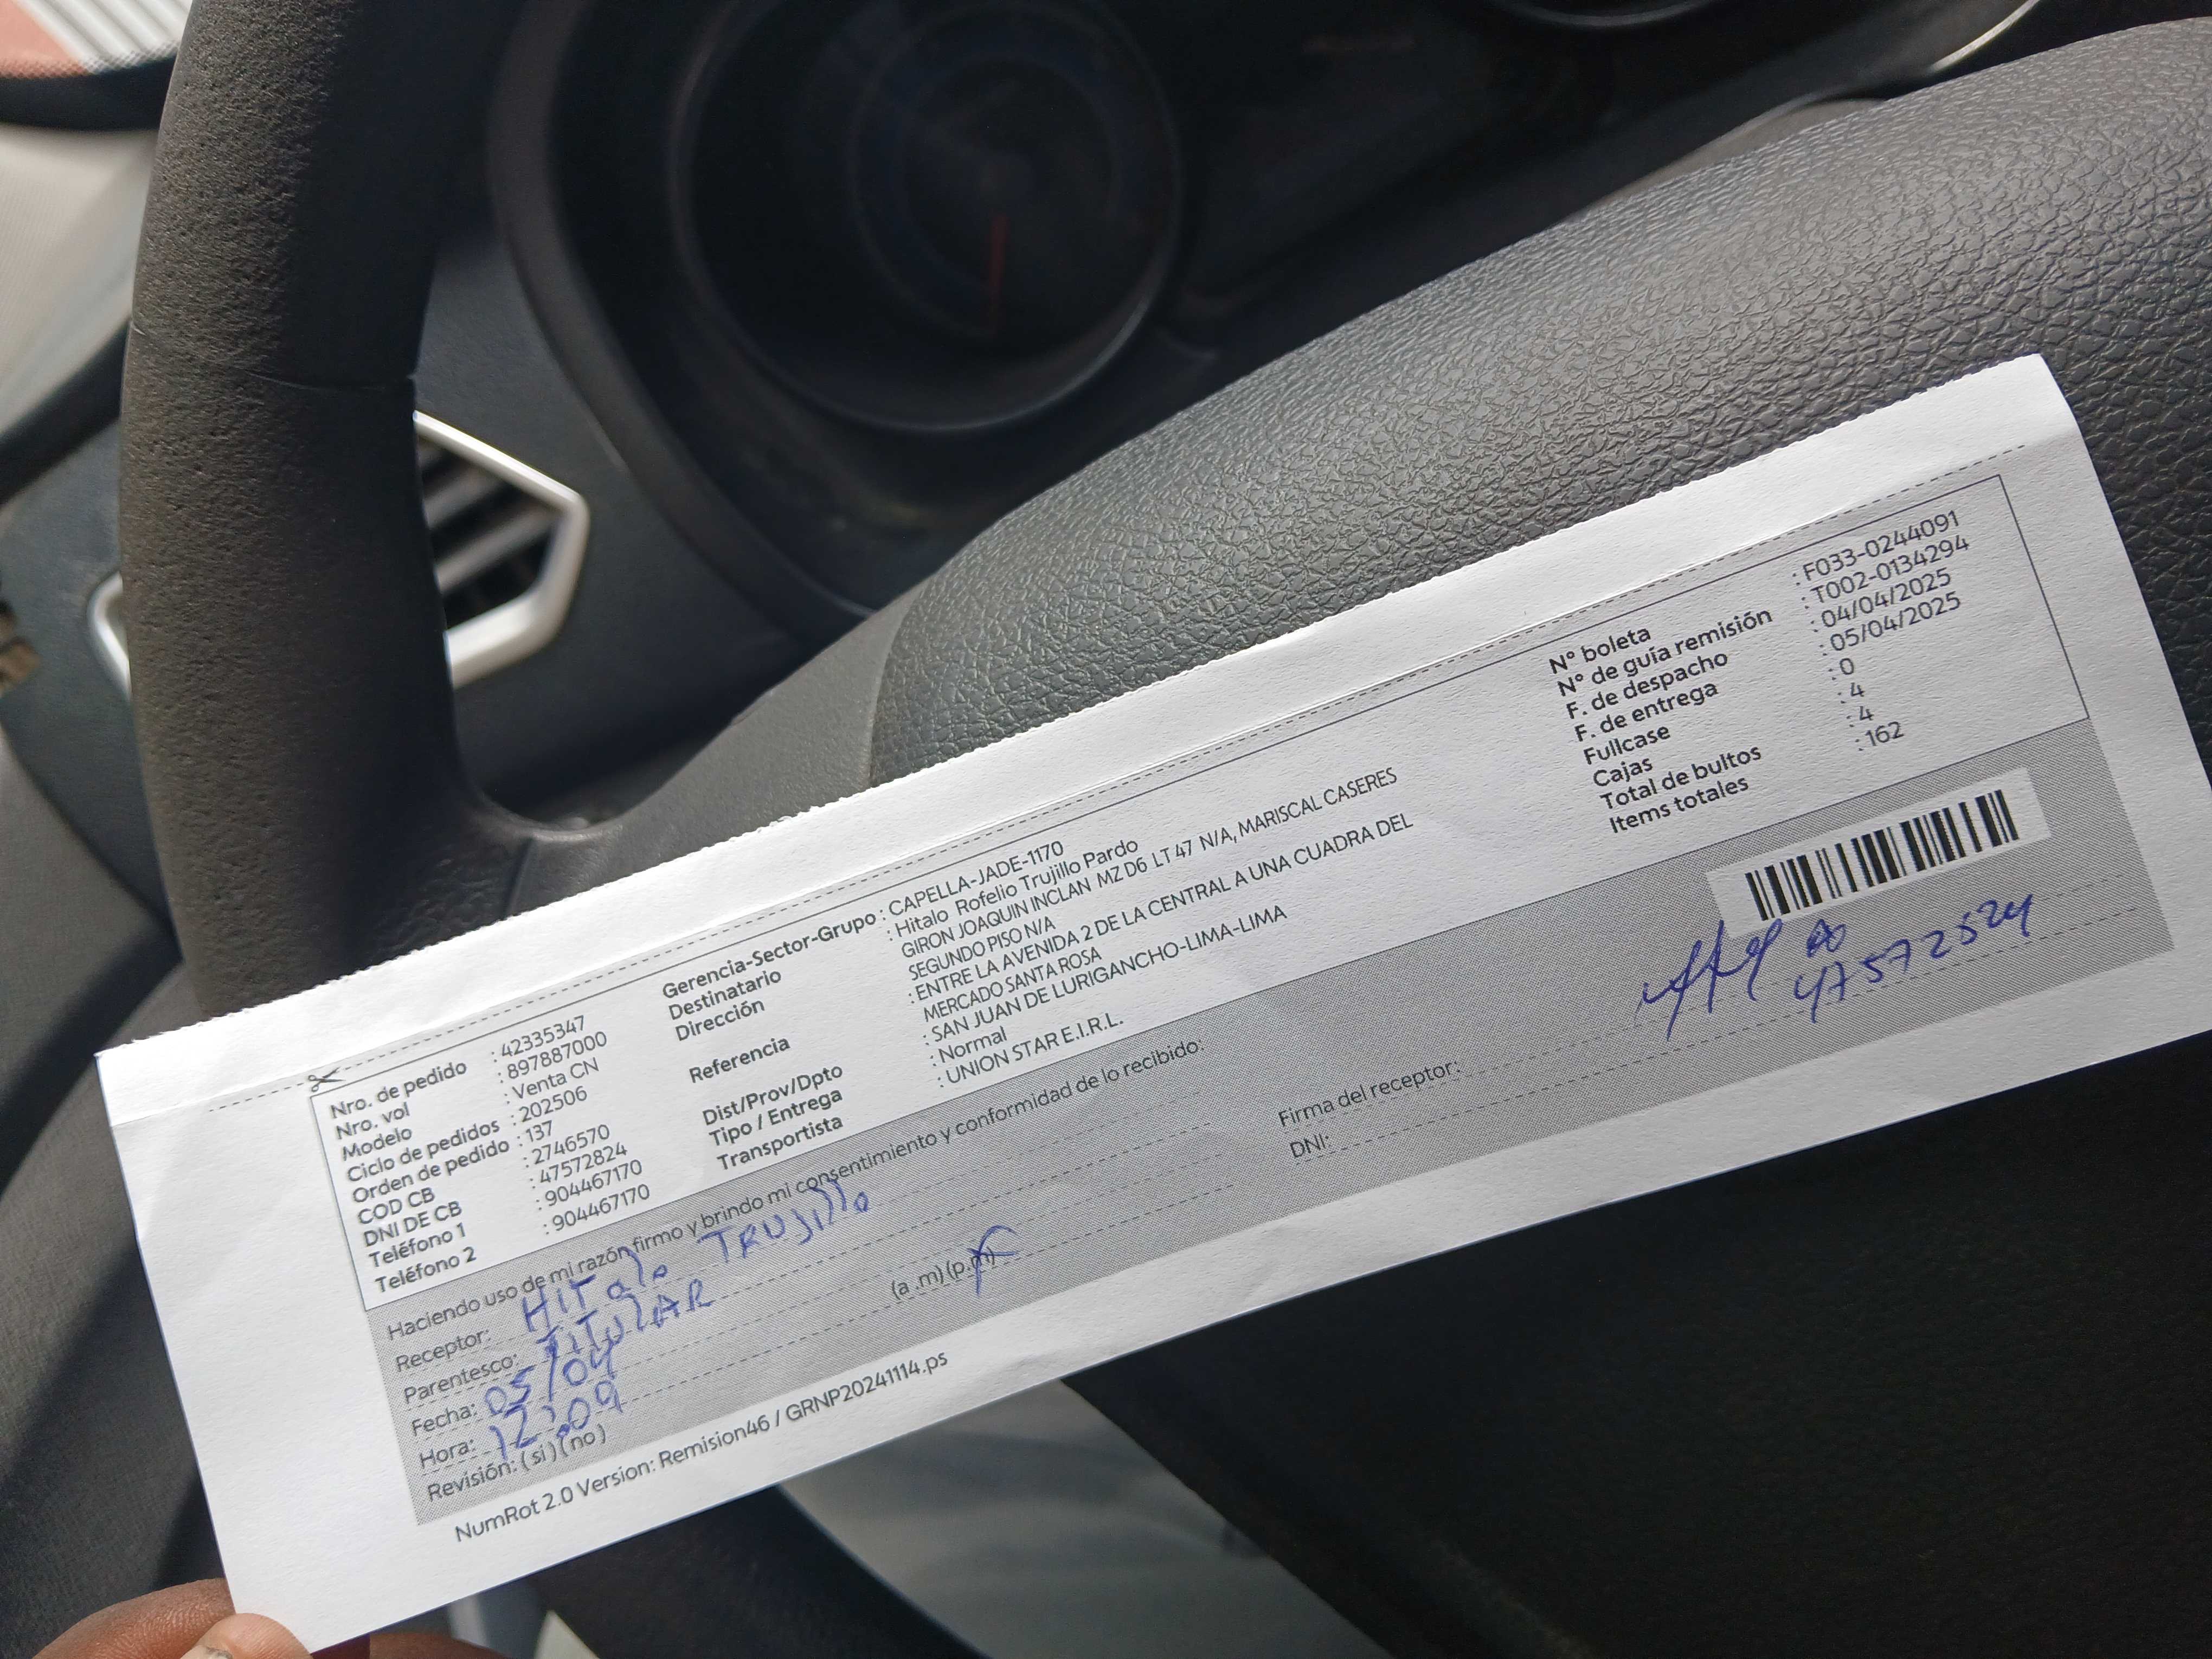 Nro. de pedido : 42335347
Nro. vol : 897887000
Modelo : Venta CN
Ciclo de pedidos : 202506
Orden de pedido : 137
COD CB : 2746570
DNI DE CB : 47572824
Teléfono 1 : 904467170
Teléfono 2 : 904467170
Gerencia-Sector-Grupo : CAPELLA-JADE-1170
Destinatario : Hitalo Rofelio Trujillo Pardo
Dirección GIRON JOAQUIN INCLAN MZ D6 LT 47 N/A, MARISCAL CASERES
SEGUNDO PISO N/A
Referencia : ENTRE LA AVENIDA 2 DE LA CENTRAL A UNA CUADRA DEL
MERCADO SANTA ROSA
Dist/Prov/Dpto : SAN JUAN DE LURIGANCHO-LIMA-LIMA
Tipo / Entrega : Normal
Transportista : UNION STAR E.I.R.L.
N° boleta : F033-0244091
N° de guía remisión : T002-0134294
F. de despacho : 04/04/2025
F. de entrega : 05/04/2025
Fullcase : 0
Cajas : 4
Total de bultos : 4
Items totales : 162
Haciendo uso de mi razón firmo y brindo mi consentimiento y conformidad de lo recibido:
Receptor: Hitalo TRUJillo
Parentesco: TiTulAR
Fecha: 05/04
Hora: 12:09 (a.m) (p.m)
Revisión: (si) (no)
Firma del receptor:
DNI: 47572824
NumRot 2.0 Version: Remision46 / GRNP20241114.ps